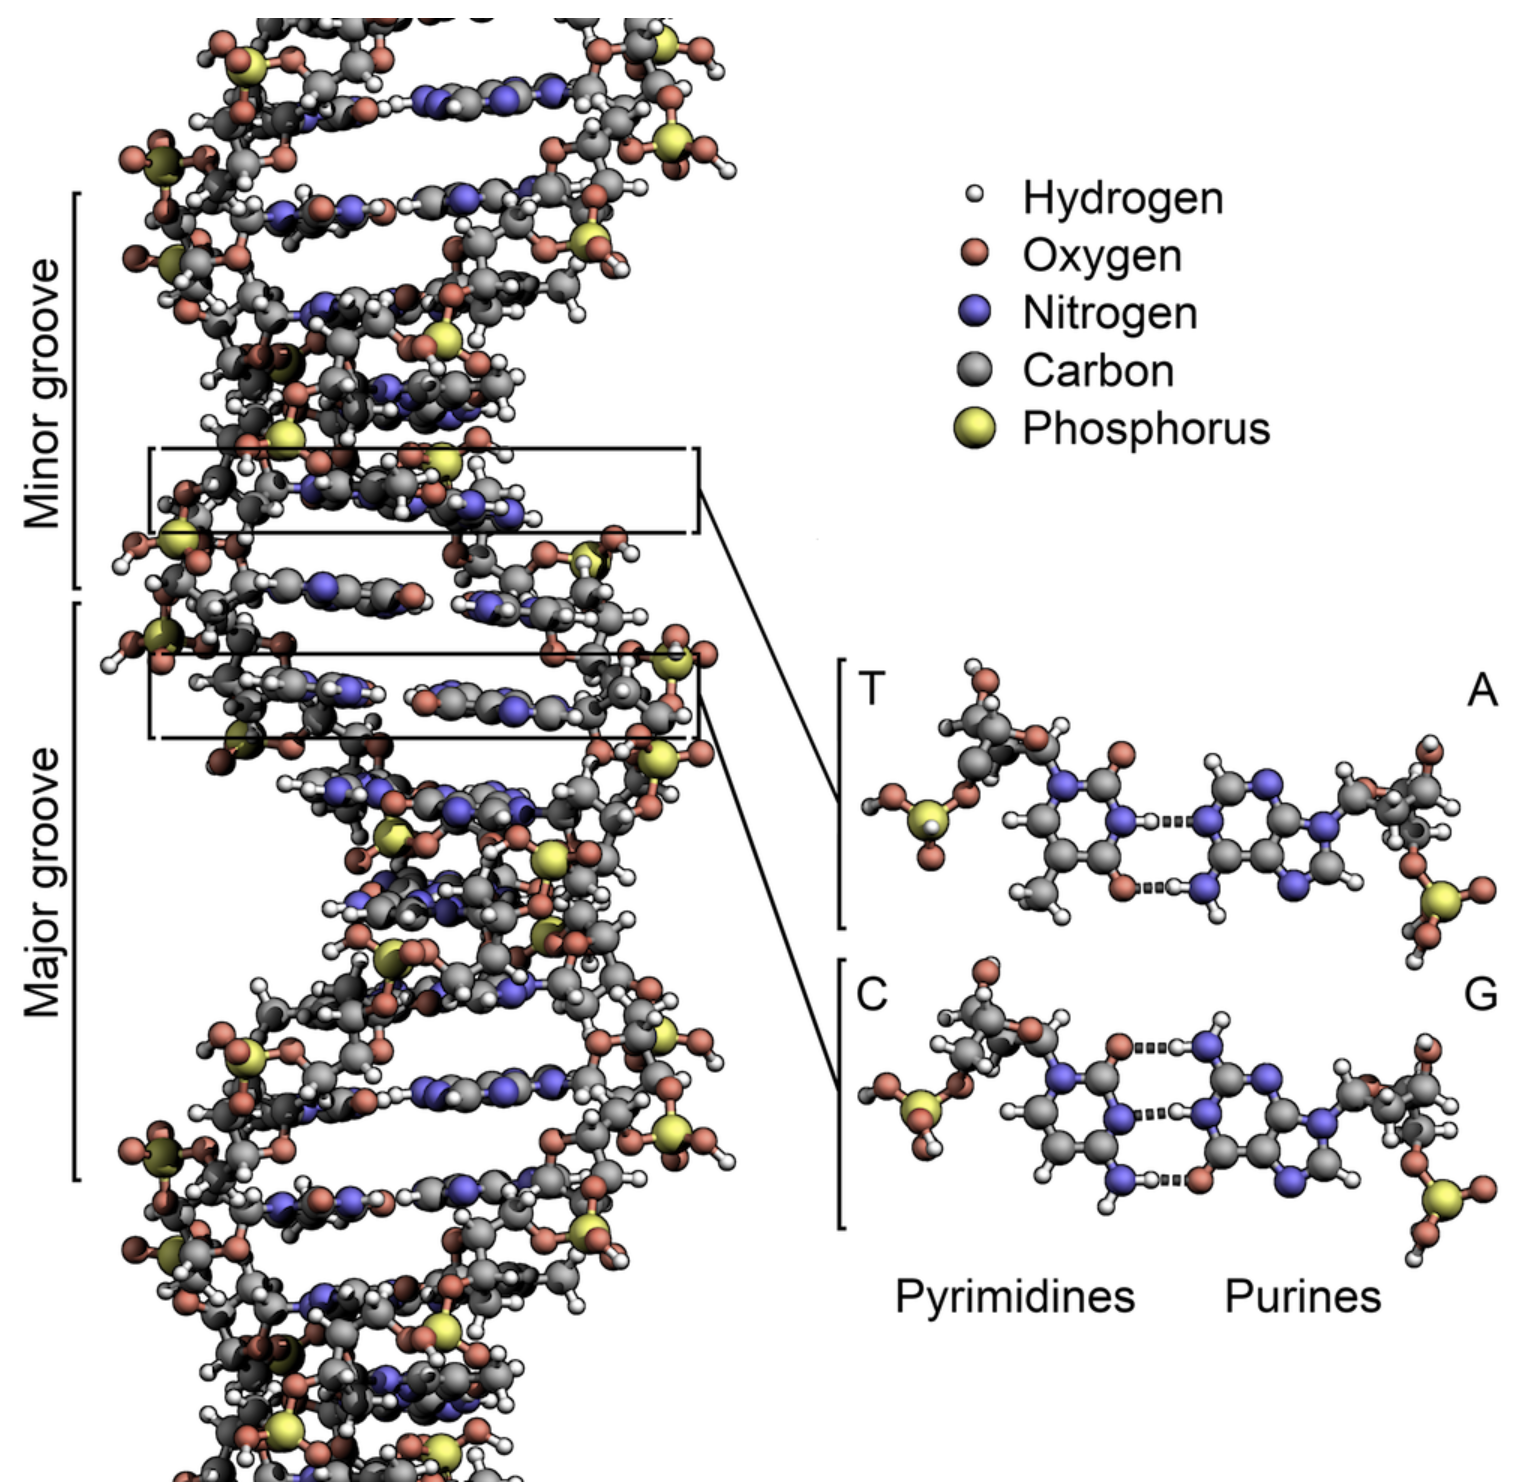 Minor groove
Major groove
Hydrogen
Oxygen
Nitrogen
Carbon
Phosphorus
T
A
C
G
Pyrimidines
Purines